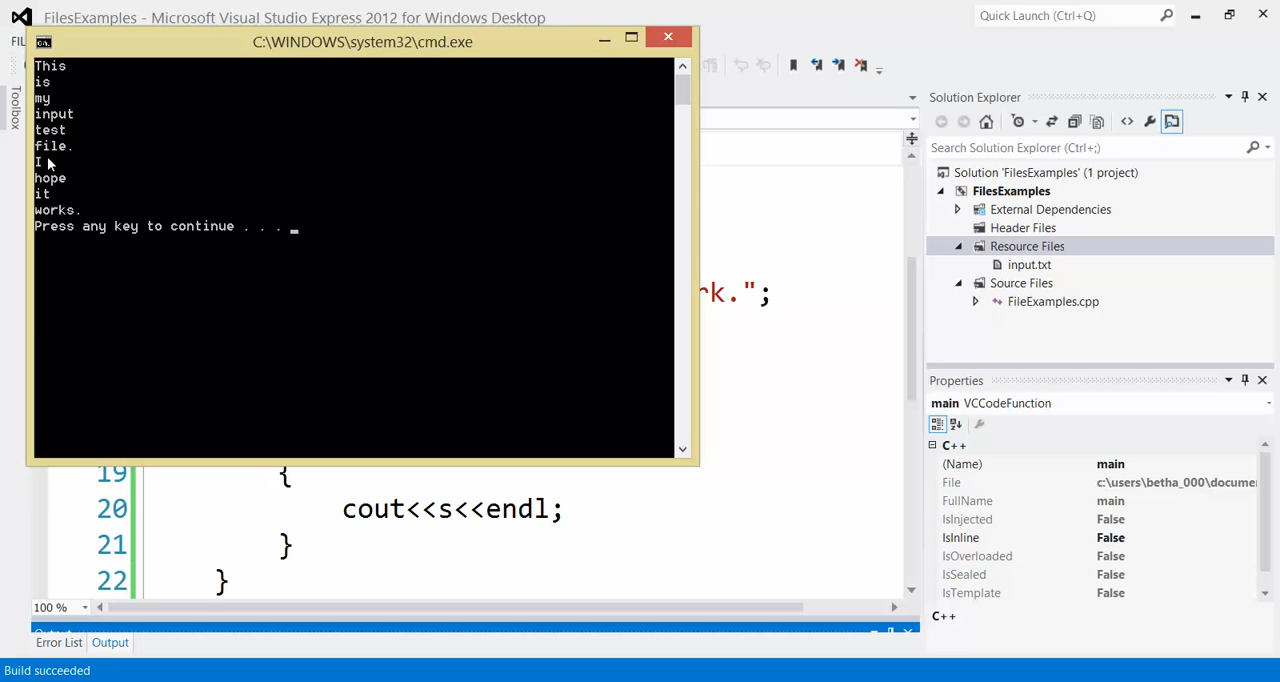 FilesExamples - Microsoft Visual Studio Express 2012 for Windows Desktop
Quick Launch (Ctrl+Q)
FIL
C:\WINDOWS\system32\cmd.exe
This
is
my
input
test
file.
I
hope
it
works.
Press any key to continue . . .
Toolbox
rk.";
19 {
20 cout<<s<<endl;
21 }
22 }
100 %
Error List Output
Build succeeded
Solution Explorer
Search Solution Explorer (Ctrl+;)
Solution 'FilesExamples' (1 project)
FilesExamples
External Dependencies
Header Files
Resource Files
input.txt
Source Files
FileExamples.cpp
Properties
main VCCodeFunction
C++
(Name) main
File c:\users\betha_000\docume
FullName main
IsInjected False
IsInline False
IsOverloaded False
IsSealed False
IsTemplate False
C++